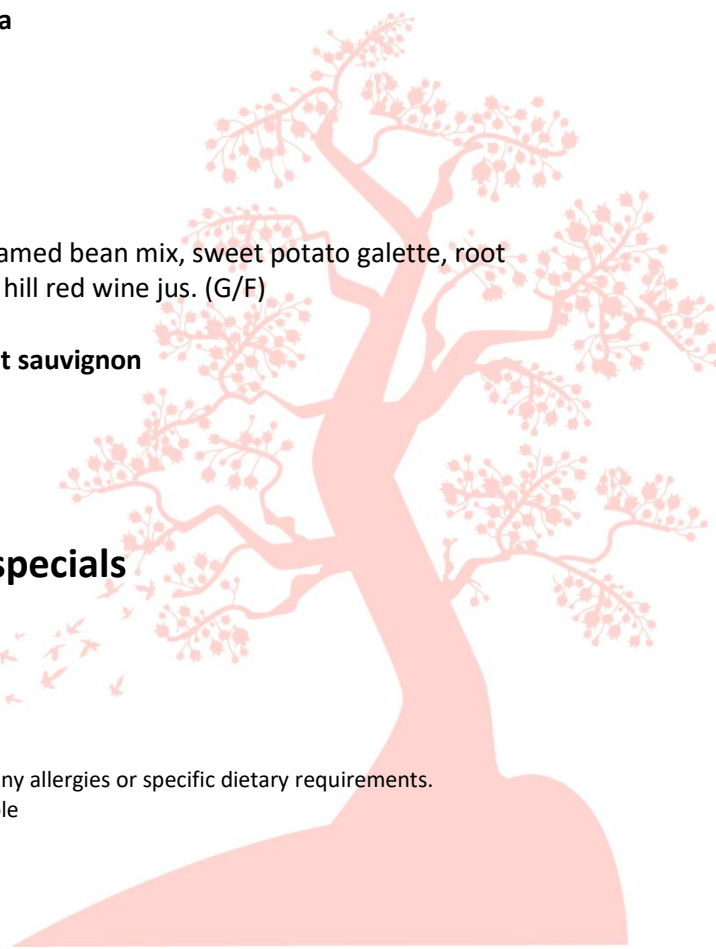 a
amed bean mix, sweet potato galette, root
hill red wine jus. (G/F)
t sauvignon
specials
ny allergies or specific dietary requirements.
le